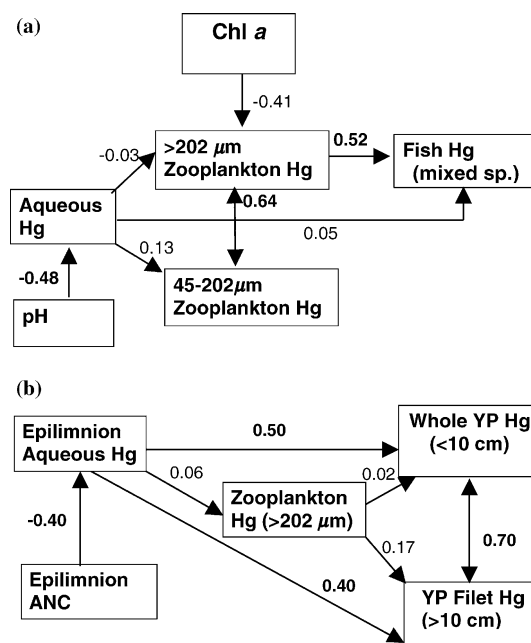 (a)
Chl a
-0.41
>202 μm
Zooplankton Hg
0.52
Fish Hg
(mixed sp.)
-0.03
0.64
Aqueous
Hg
0.05
0.13
-0.48
45-202μm
Zooplankton Hg
pH
(b)
Epilimnion
Aqueous Hg
0.50
Whole YP Hg
(<10 cm)
0.06
0.02
Zooplankton
Hg (>202 μm)
-0.40
0.70
0.17
Epilimnion
ANC
0.40
YP Filet Hg
(>10 cm)